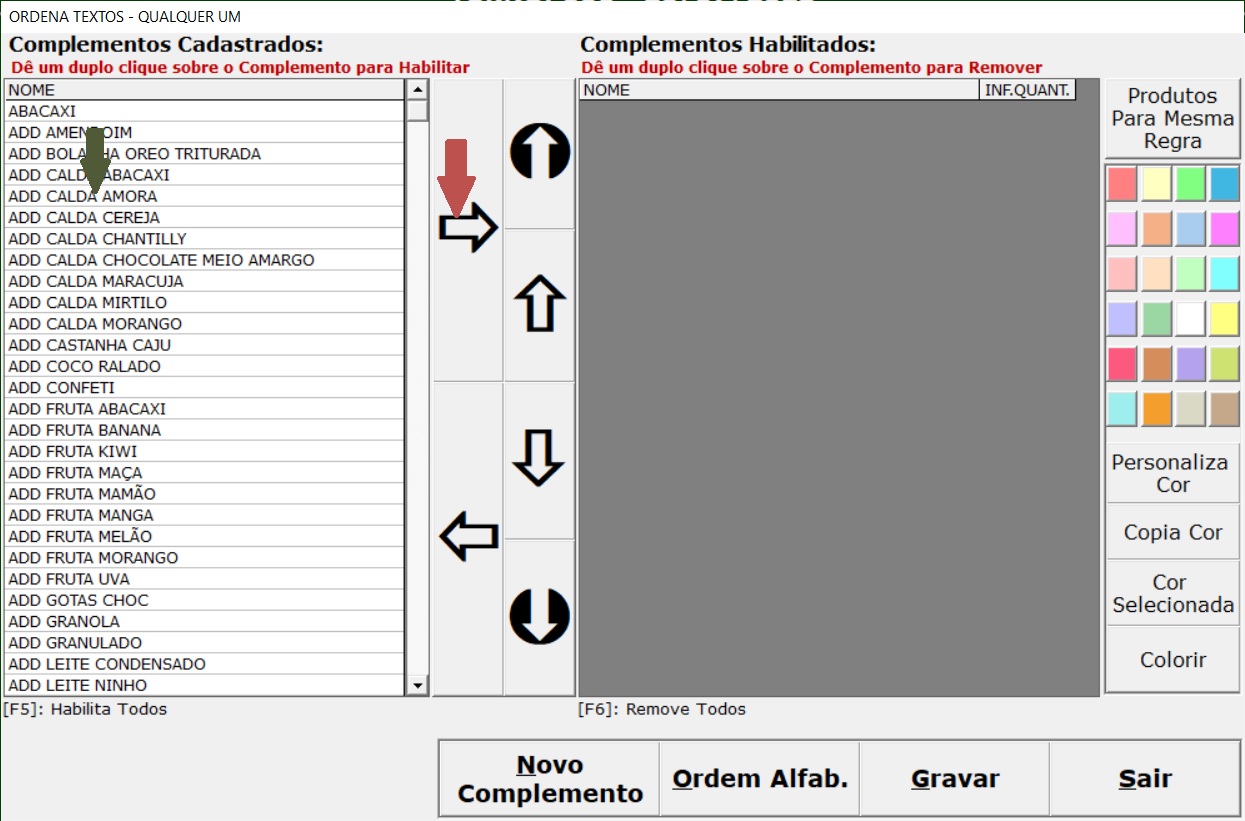 ORDENA TEXTOS - QUALQUER UM
Complementos Cadastrados:
Dê um duplo clique sobre o Complemento para Habilitar
NOME
ABACAXI
ADD AMENDOIM
ADD BOLACHA OREO TRITURADA
ADD CALDA ABACAXI
ADD CALDA AMORA
ADD CALDA CEREJA
ADD CALDA CHANTILLY
ADD CALDA CHOCOLATE MEIO AMARGO
ADD CALDA MARACUJA
ADD CALDA MIRTILO
ADD CALDA MORANGO
ADD CASTANHA CAJU
ADD COCO RALADO
ADD CONFETI
ADD FRUTA ABACAXI
ADD FRUTA BANANA
ADD FRUTA KIWI
ADD FRUTA MAÇA
ADD FRUTA MAMÃO
ADD FRUTA MANGA
ADD FRUTA MELÃO
ADD FRUTA MORANGO
ADD FRUTA UVA
ADD GOTAS CHOC
ADD GRANOLA
ADD GRANULADO
ADD LEITE CONDENSADO
ADD LEITE NINHO
[F5]: Habilita Todos
Complementos Habilitados:
Dê um duplo clique sobre o Complemento para Remover
NOME INF.QUANT.
[F6]: Remove Todos
Produtos
Para Mesma
Regra
Personaliza
Cor
Copia Cor
Cor
Selecionada
Colorir
Novo
Complemento
Ordem Alfab.
Gravar
Sair